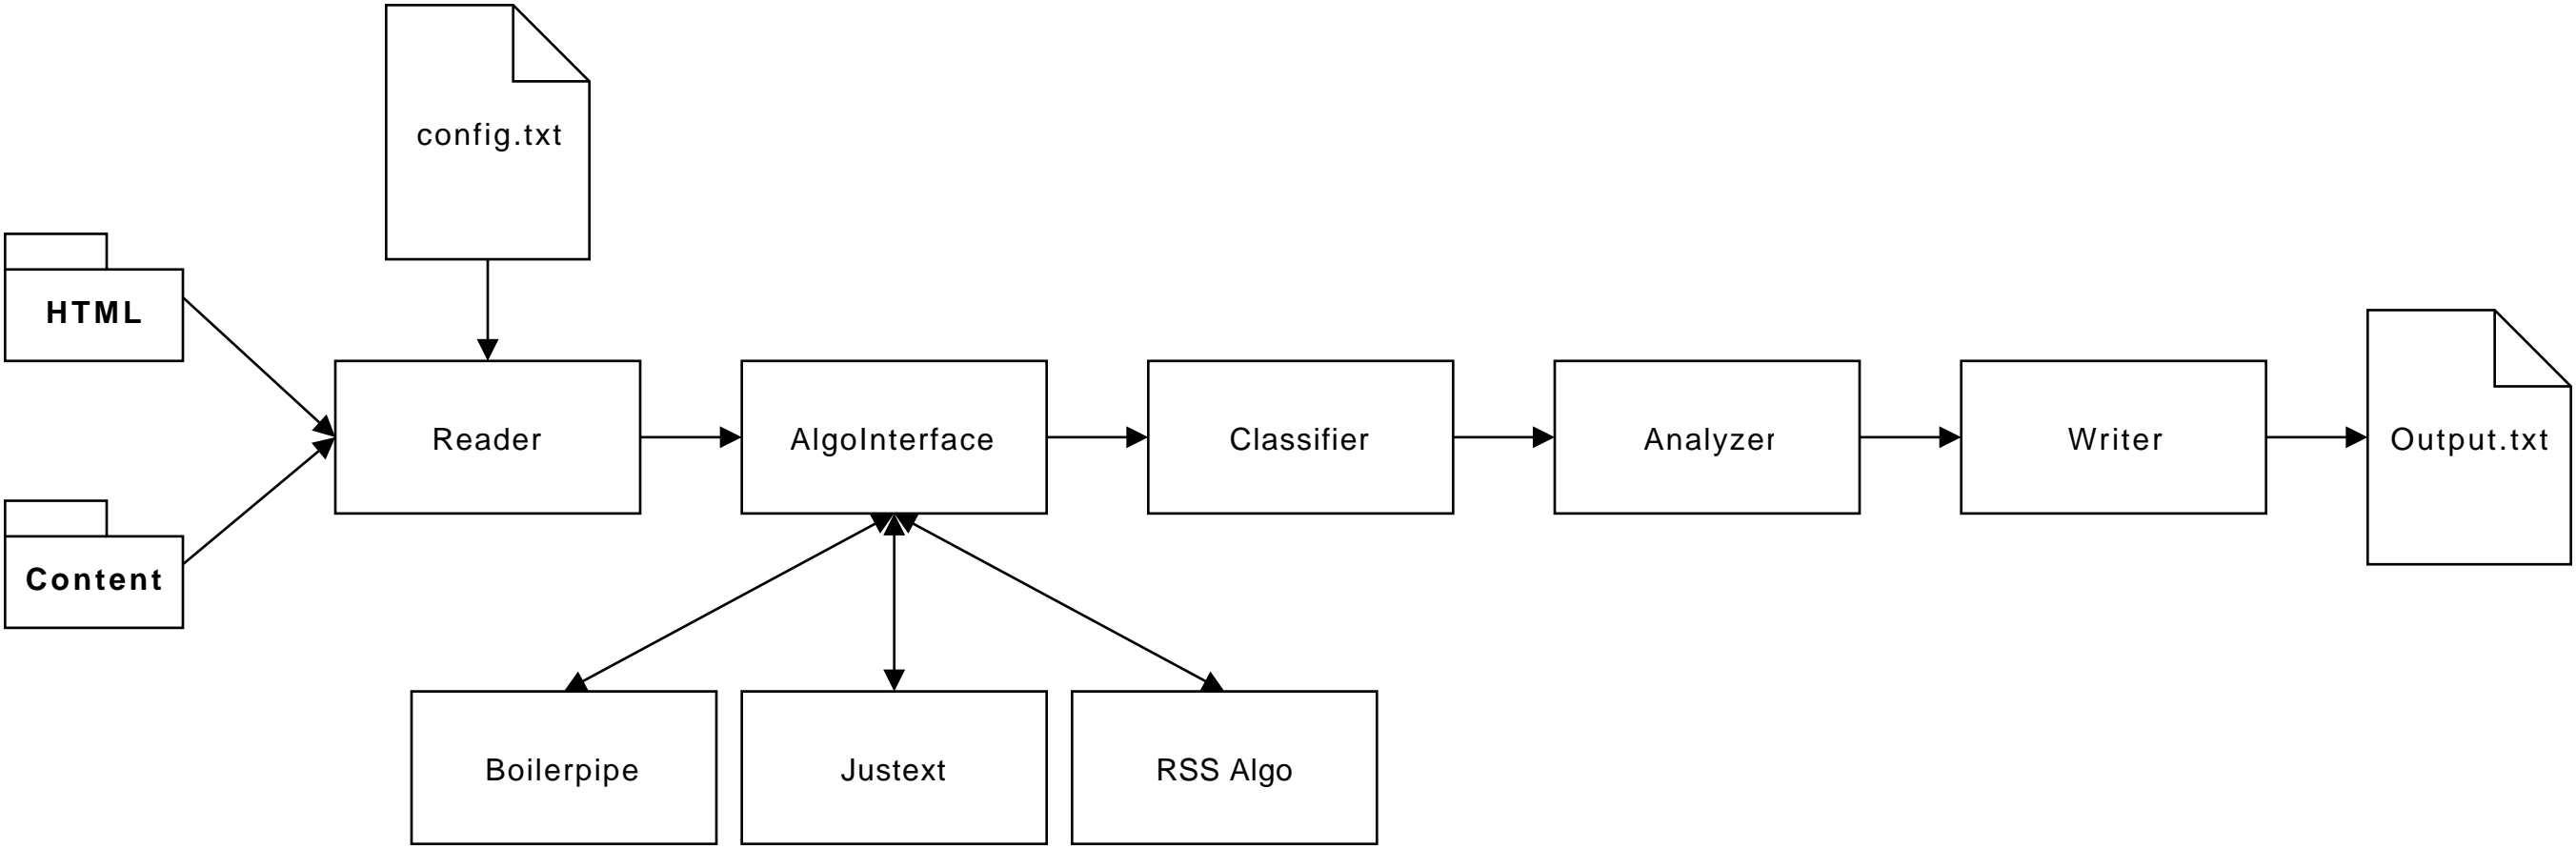 config.txt
HTML
Reader
AlgoInterface
Classifier
Analyzer
Writer
Output.txt
Content
Boilerpipe
Justext
RSS Algo